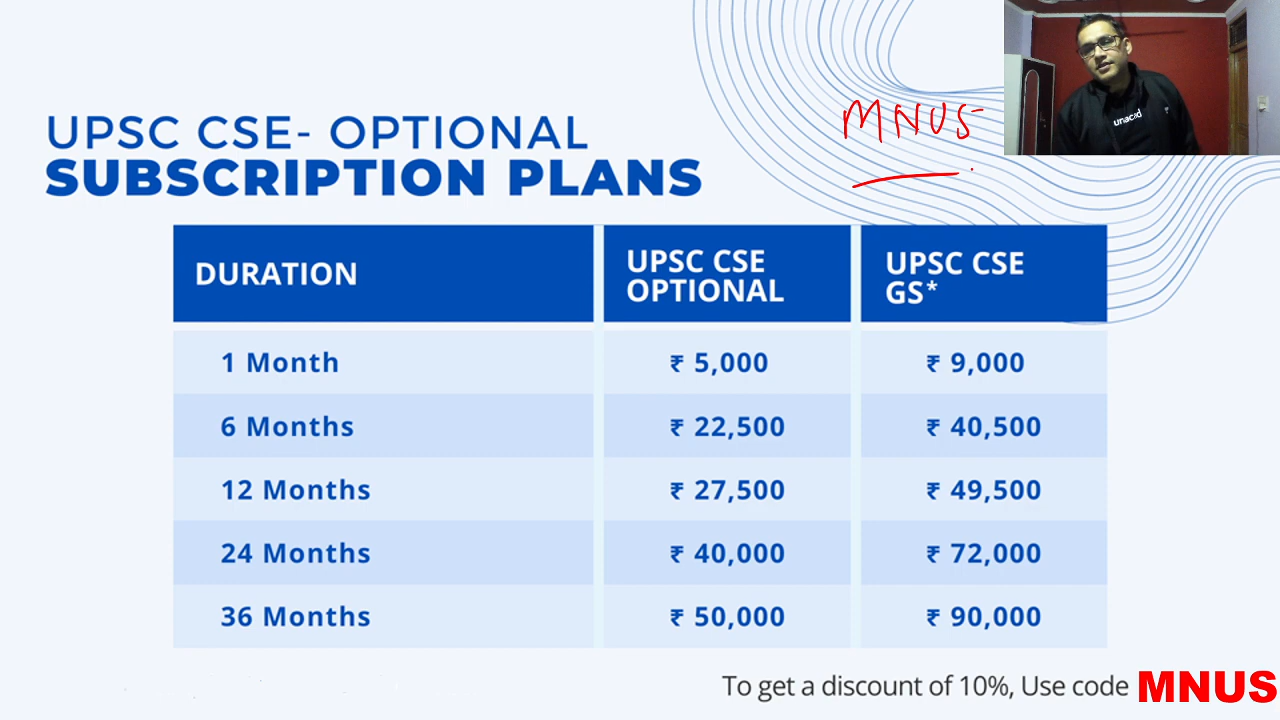 UPSC CSE- OPTIONAL
SUBSCRIPTION PLANS
MNUS
unacad
DURATION
UPSC CSE
OPTIONAL
UPSC CSE
GS*
1 Month ₹ 5,000 ₹ 9,000
6 Months ₹ 22,500 ₹ 40,500
12 Months ₹ 27,500 ₹ 49,500
24 Months ₹ 40,000 ₹ 72,000
36 Months ₹ 50,000 ₹ 90,000
To get a discount of 10%, Use code MNUS